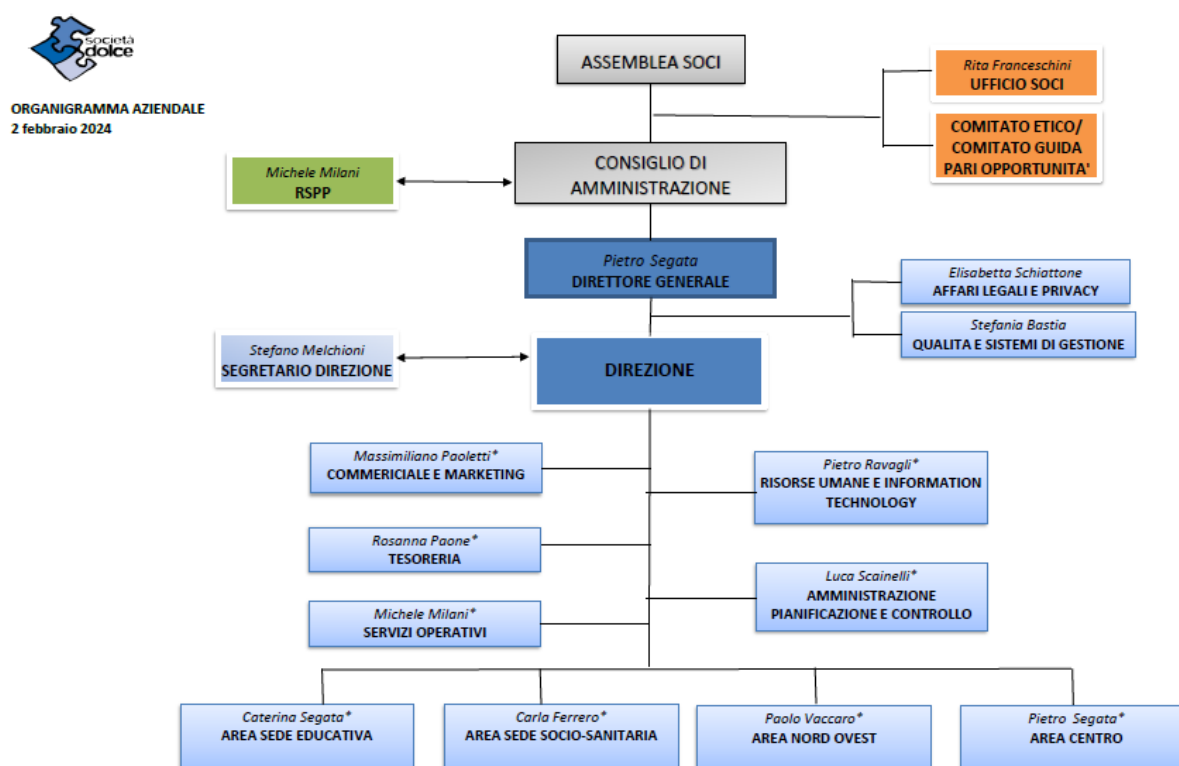 società
dolce
ORGANIGRAMMA AZIENDALE
2 febbraio 2024
ASSEMBLEA SOCI
Rita Franceschini
UFFICIO SOCI
COMITATO ETICO/
COMITATO GUIDA
PARI OPPORTUNITA'
CONSIGLIO DI
AMMINISTRAZIONE
Michele Milani
RSPP
Pietro Segata
DIRETTORE GENERALE
Elisabetta Schiattone
AFFARI LEGALI E PRIVACY
Stefania Bastia
QUALITA E SISTEMI DI GESTIONE
Stefano Melchioni
SEGRETARIO DIREZIONE
DIREZIONE
Massimiliano Paoletti*
COMMERICIALE E MARKETING
Pietro Ravagli*
RISORSE UMANE E INFORMATION
TECHNOLOGY
Rosanna Paone*
TESORERIA
Luca Scainelli*
AMMINISTRAZIONE
PIANIFICAZIONE E CONTROLLO
Michele Milani*
SERVIZI OPERATIVI
Caterina Segata*
AREA SEDE EDUCATIVA
Carla Ferrero*
AREA SEDE SOCIO-SANITARIA
Paolo Vaccaro*
AREA NORD OVEST
Pietro Segata*
AREA CENTRO